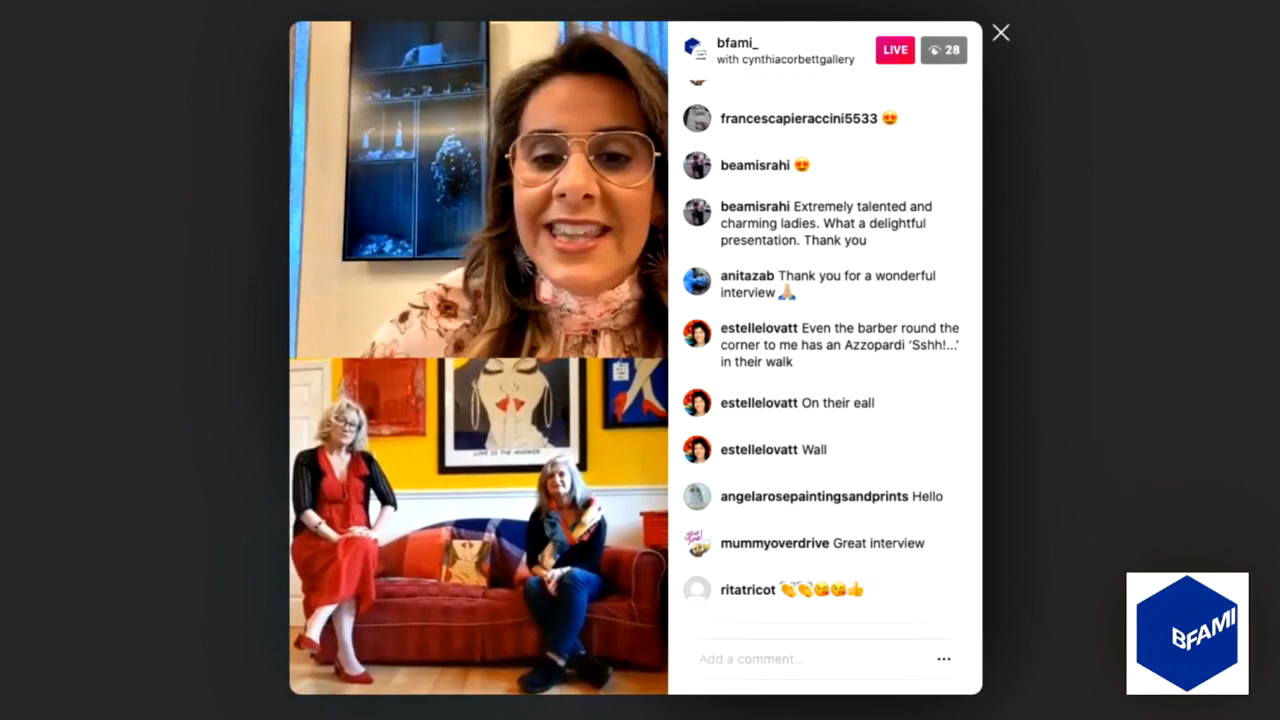 bfami_
with cynthiacorbettgallery
LIVE
28
francescapieraccini5533 😍
beamisrahi 😍
beamisrahi Extremely talented and
charming ladies. What a delightful
presentation. Thank you
anitazab Thank you for a wonderful
interview 🙏🏼
estellelovatt Even the barber round the
corner to me has an Azzopardi ‘Sshh!...’
in their walk
estellelovatt On their eall
estellelovatt Wall
angelarosepaintingsandprints Hello
mummyoverdrive Great interview
ritatricot 👏👏😘😘👍
Add a comment...
LOVE IS THE ANSWER
BFAMI